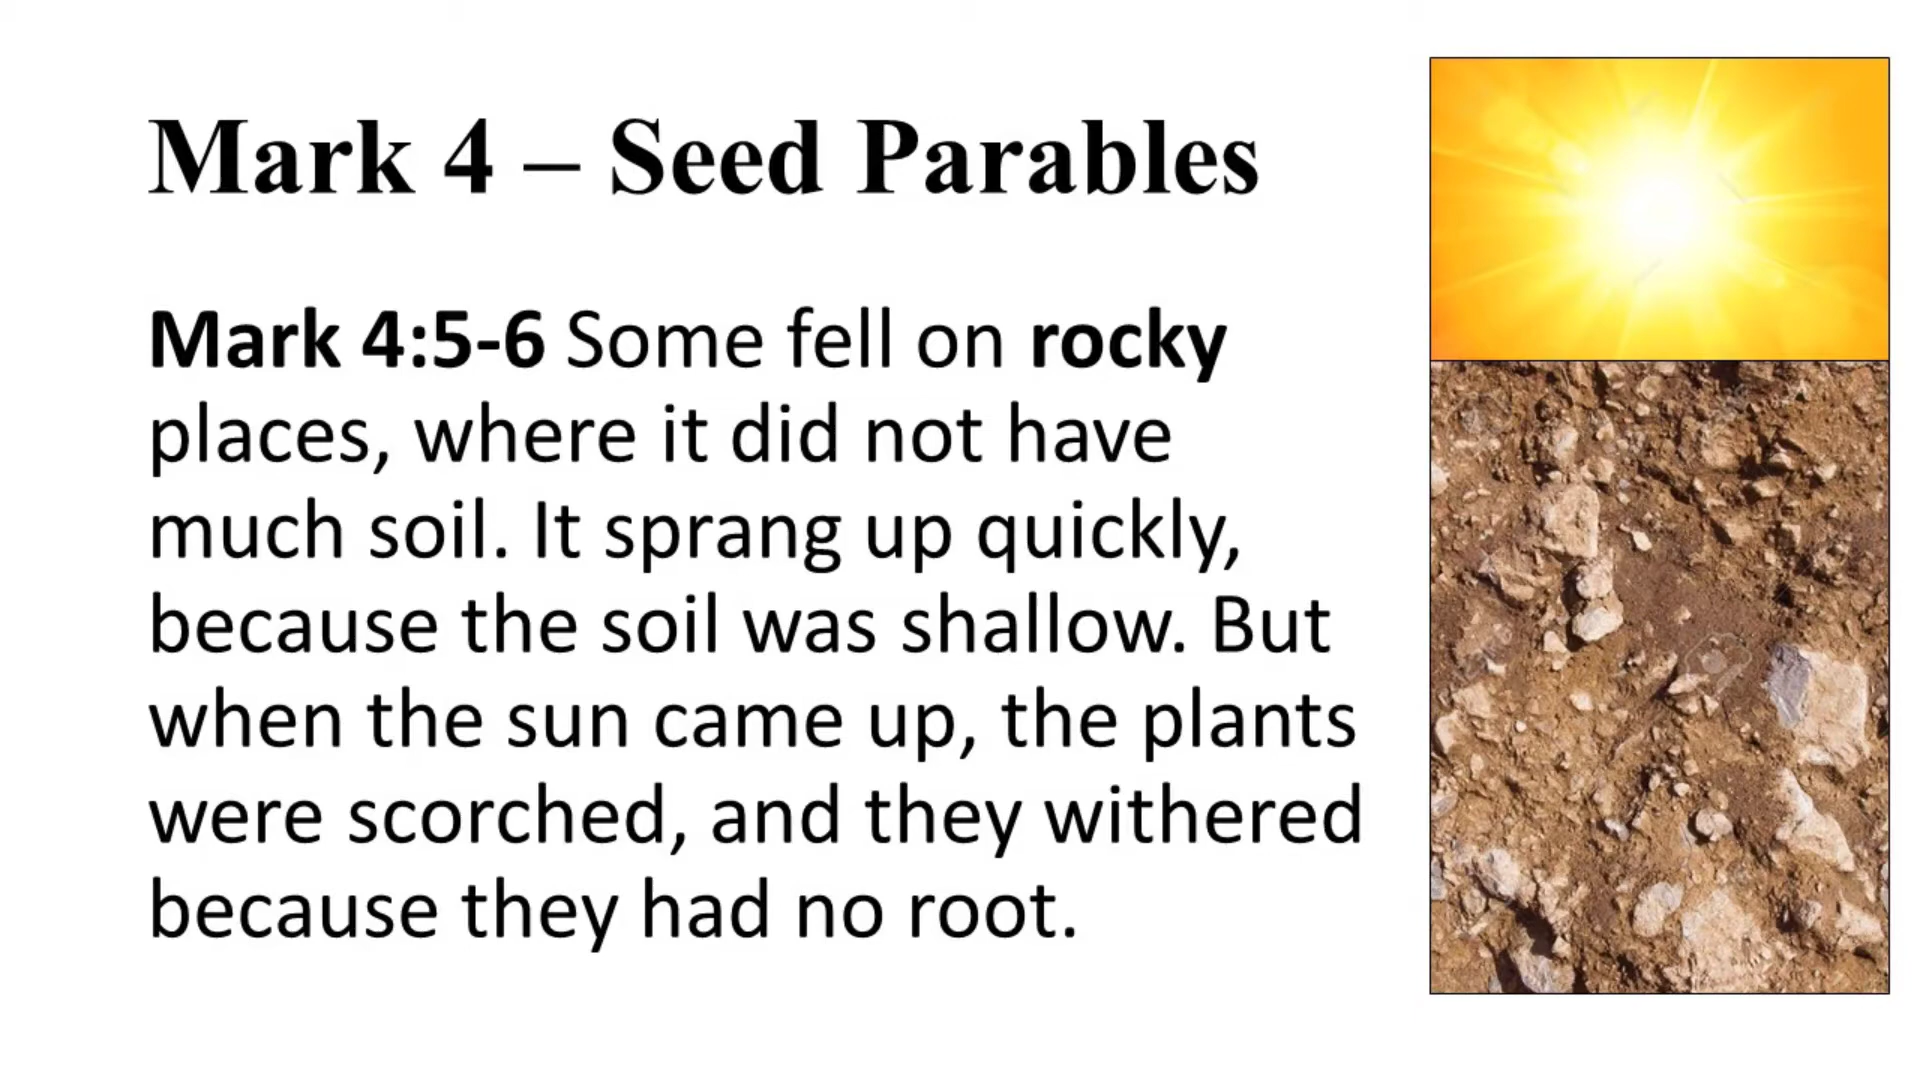 Mark 4 – Seed Parables
Mark 4:5-6 Some fell on rocky
places, where it did not have
much soil. It sprang up quickly,
because the soil was shallow. But
when the sun came up, the plants
were scorched, and they withered
because they had no root.